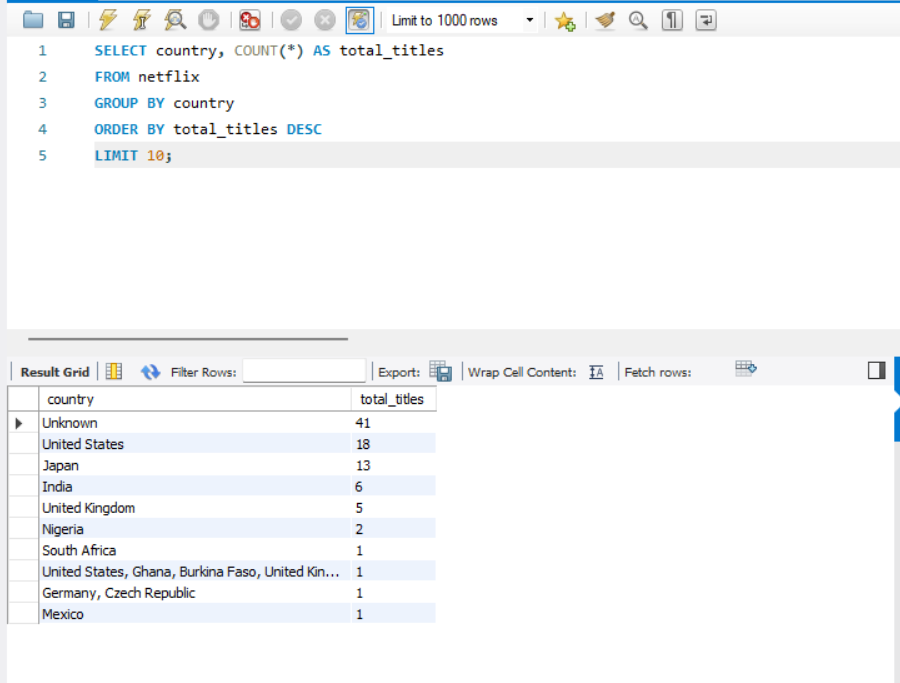 Limit to 1000 rows
1 SELECT country, COUNT(*) AS total_titles
2 FROM netflix
3 GROUP BY country
4 ORDER BY total_titles DESC
5 LIMIT 10;
Result Grid Filter Rows: Export: Wrap Cell Content: Fetch rows:
country total_titles
Unknown 41
United States 18
Japan 13
India 6
United Kingdom 5
Nigeria 2
South Africa 1
United States, Ghana, Burkina Faso, United Kin... 1
Germany, Czech Republic 1
Mexico 1